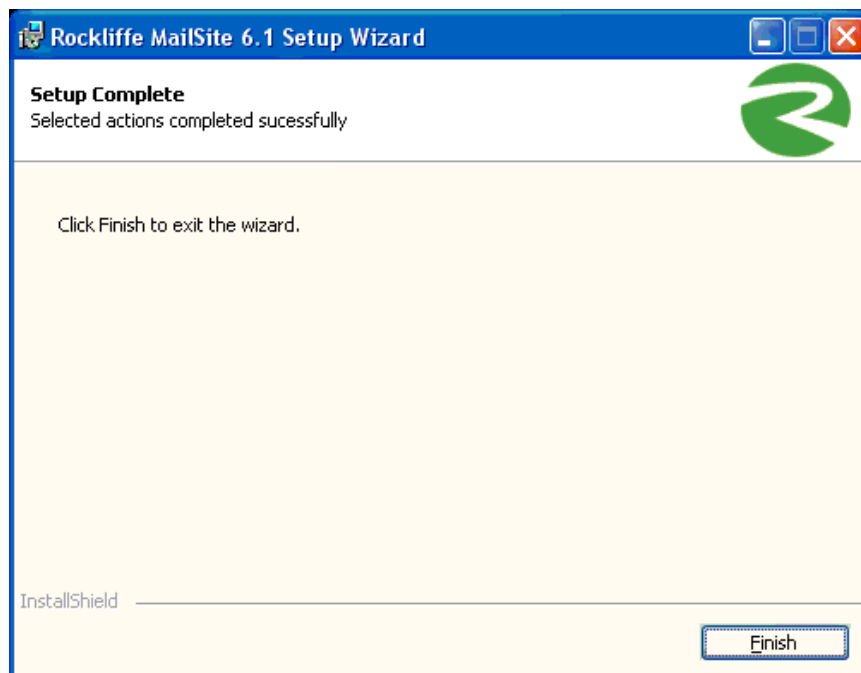 Rockliffe MailSite 6.1 Setup Wizard
Setup Complete
Selected actions completed sucessfully
Click Finish to exit the wizard.
InstallShield
Finish